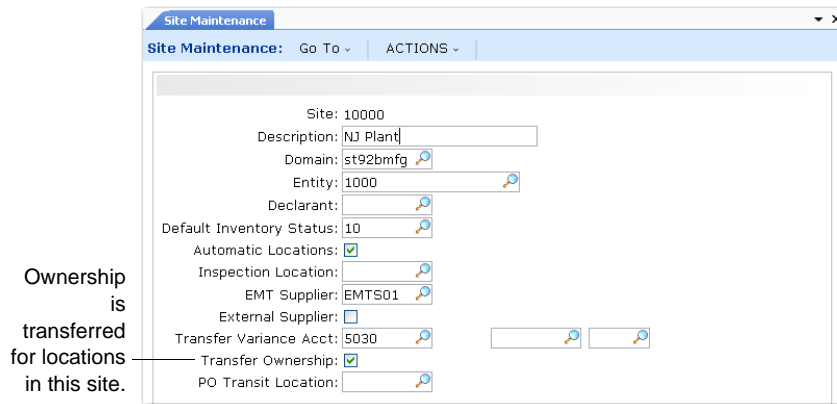 Site Maintenance
Site Maintenance: Go To ACTIONS
Site: 10000
Description: NJ Plant
Domain: st92bmfg
Entity: 1000
Declarant:
Default Inventory Status: 10
Automatic Locations:
Inspection Location:
EMT Supplier: EMTS01
External Supplier:
Transfer Variance Acct: 5030
Transfer Ownership:
PO Transit Location:
Ownership
is
transferred
for locations
in this site.